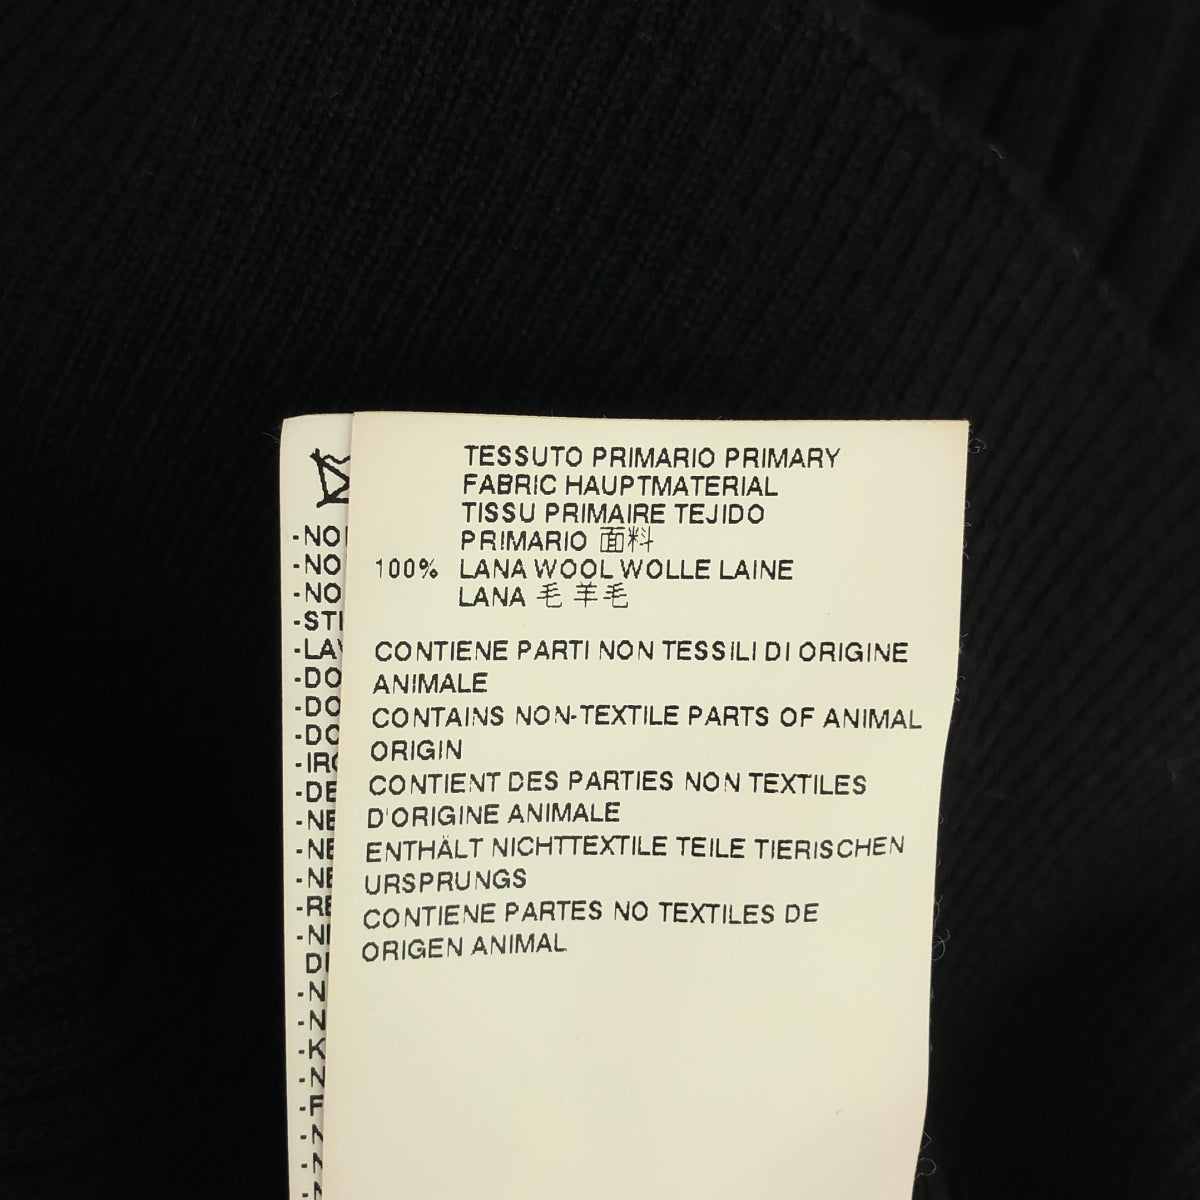 TESSUTO PRIMARIO PRIMARY
FABRIC HAUPTMATERIAL
TISSU PRIMAIRE TEJIDO
PRIMARIO 面料
100% LANA WOOL WOLLE LAINE
LANA 毛 羊毛
CONTIENE PARTI NON TESSILI DI ORIGINE
ANIMALE
CONTAINS NON-TEXTILE PARTS OF ANIMAL
ORIGIN
CONTIENT DES PARTIES NON TEXTILES
D'ORIGINE ANIMALE
ENTHÄLT NICHTTEXTILE TEILE TIERISCHEN
URSPRUNGS
CONTIENE PARTES NO TEXTILES DE
ORIGEN ANIMAL